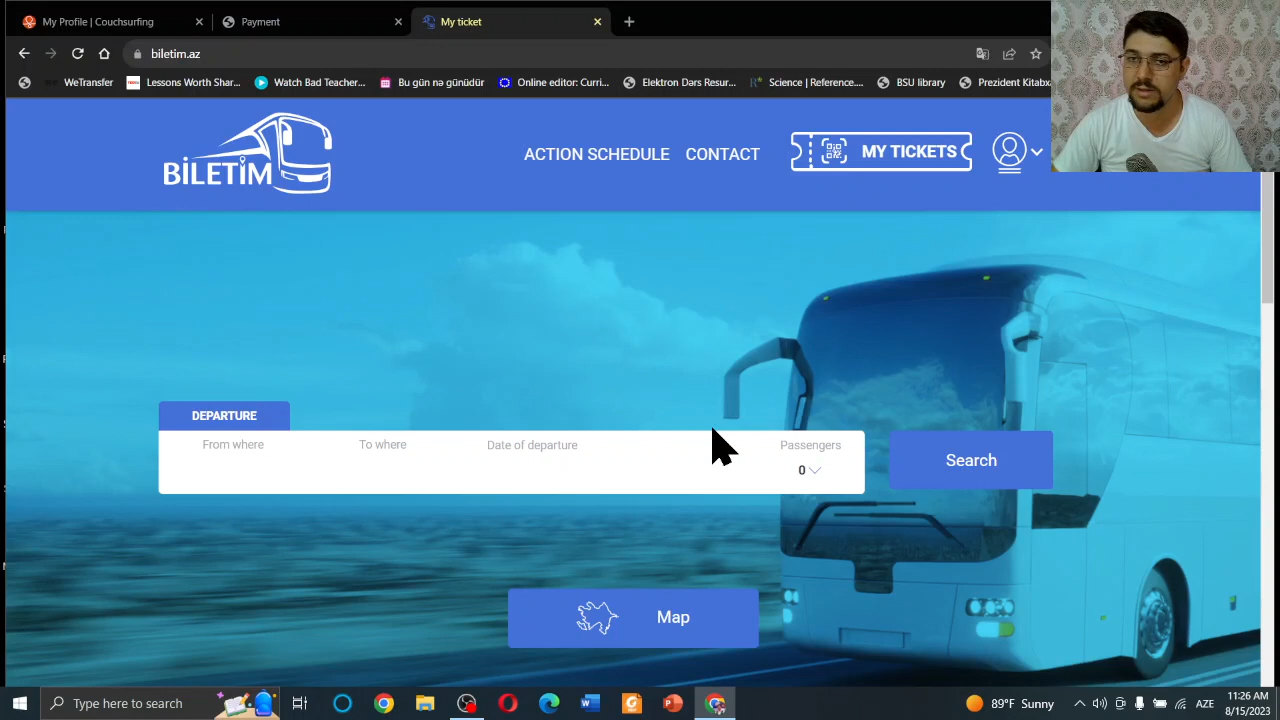 My Profile | Couchsurfing
Payment
My ticket
biletim.az
WeTransfer
Lessons Worth Shar...
Watch Bad Teacher...
Bu gün nə günüdür
Online editor: Curri...
Elektron Dərs Resur...
R+
Science | Reference....
BSU library
Prezident Kitabx
BİLETİM
ACTION SCHEDULE
CONTACT
MY TICKETS
DEPARTURE
From where
To where
Date of departure
Passengers
0
Search
Map
Type here to search
89°F Sunny
AZE
11:26 AM
8/15/2023